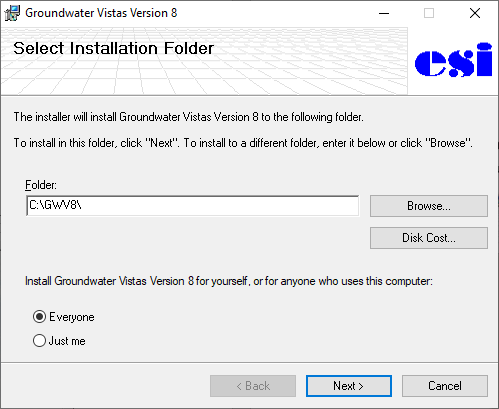 Groundwater Vistas Version 8
Select Installation Folder
esi
The installer will install Groundwater Vistas Version 8 to the following folder.
To install in this folder, click "Next". To install to a different folder, enter it below or click "Browse".
Folder:
C:\GWV8\
Browse...
Disk Cost...
Install Groundwater Vistas Version 8 for yourself, or for anyone who uses this computer:
Everyone
Just me
< Back
Next >
Cancel